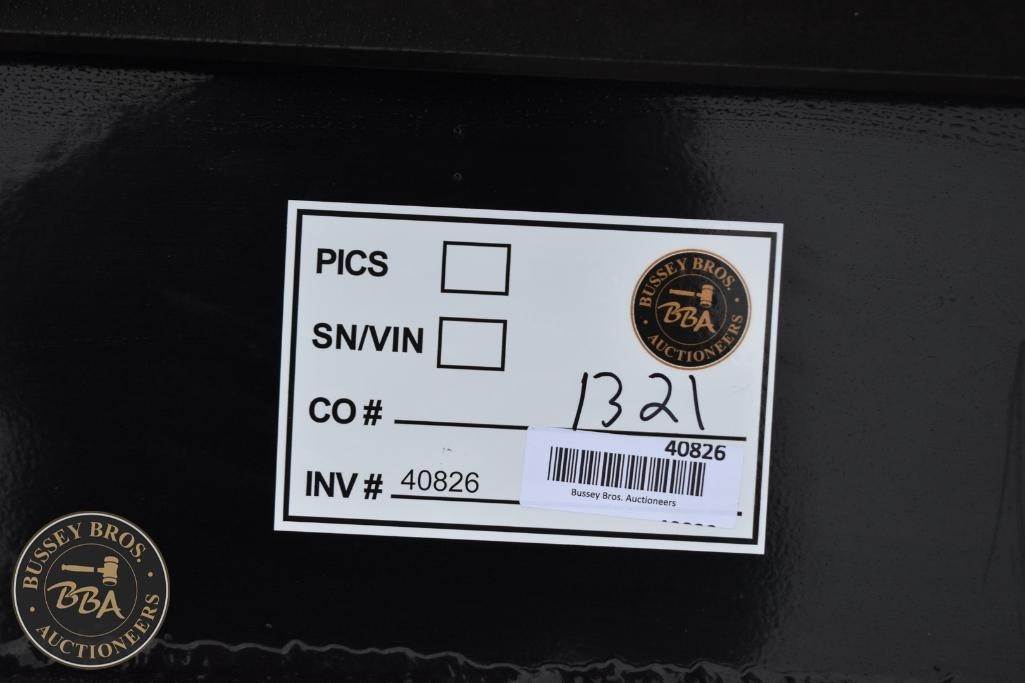 PICS
BUSSEY BROS.
BBA
AUCTIONEERS
SN/VIN
CO # 1321
INV # 40826
40826
Bussey Bros. Auctioneers
BUSSEY BROS.
BBA
AUCTIONEERS